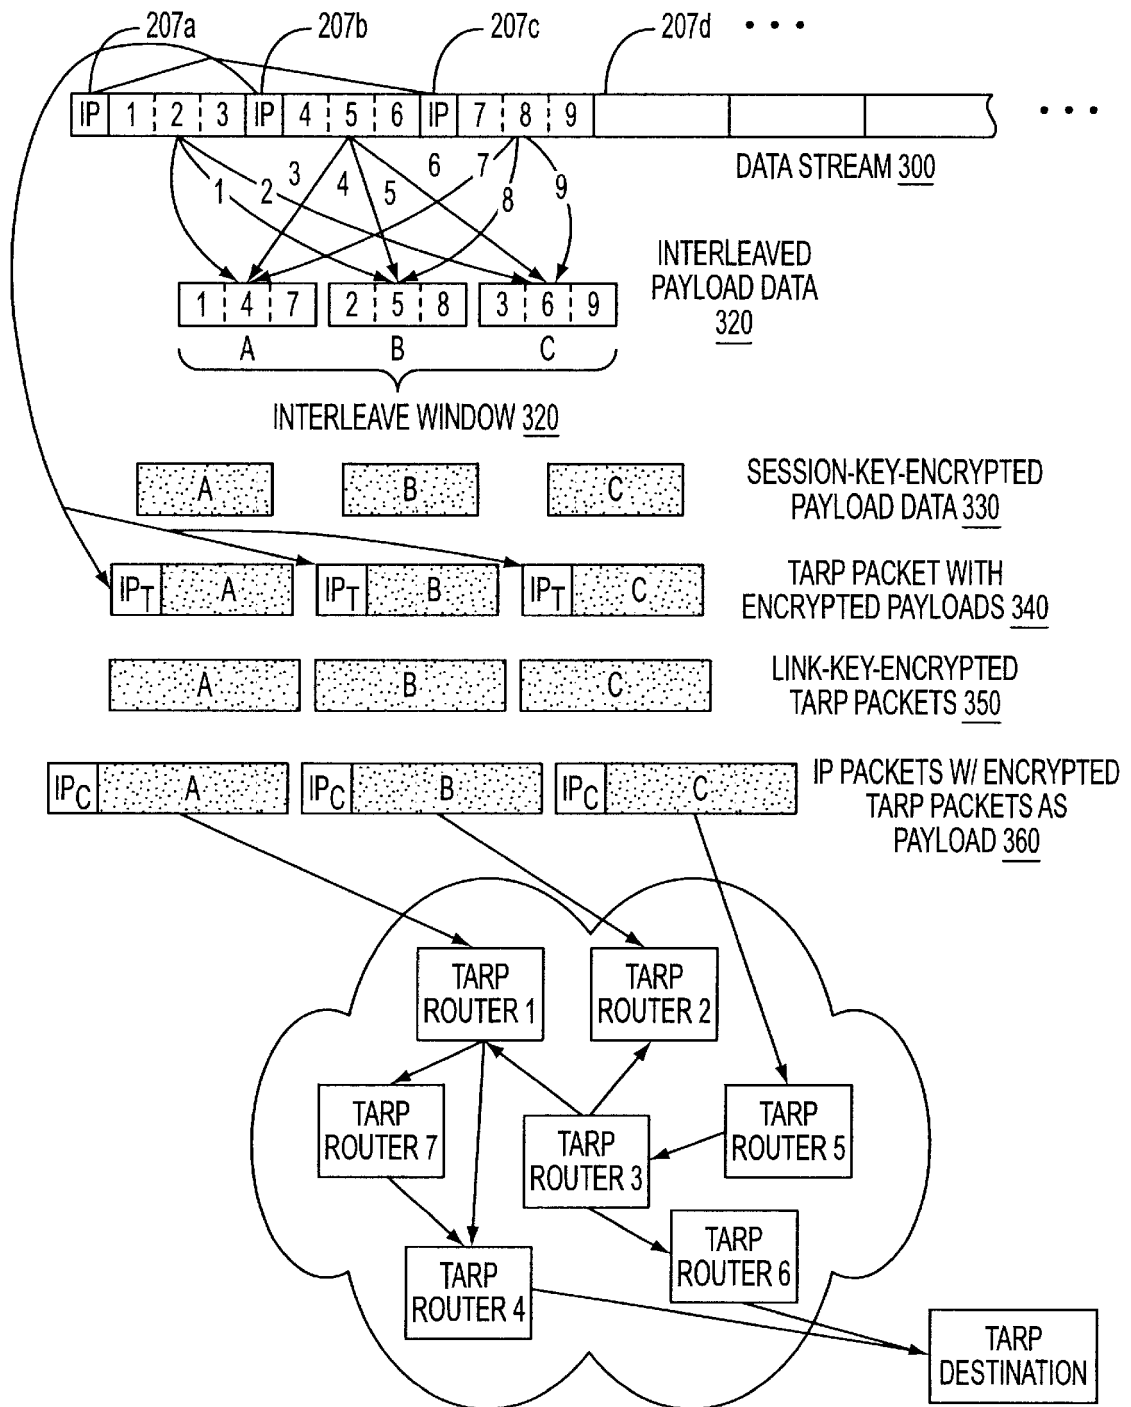 207a 207b 207c 207d • • •
IP 1 2 3 IP 4 5 6 IP 7 8 9 • • •
DATA STREAM 300
1 2 3 4 5 6 7 8 9
INTERLEAVED
PAYLOAD DATA
320
1 4 7 2 5 8 3 6 9
A B C
INTERLEAVE WINDOW 320
A B C
SESSION-KEY-ENCRYPTED
PAYLOAD DATA 330
IPT A IPT B IPT C
TARP PACKET WITH
ENCRYPTED PAYLOADS 340
A B C
LINK-KEY-ENCRYPTED
TARP PACKETS 350
IPC A IPC B IPC C
IP PACKETS W/ ENCRYPTED
TARP PACKETS AS
PAYLOAD 360
TARP
ROUTER 1
TARP
ROUTER 2
TARP
ROUTER 7
TARP
ROUTER 3
TARP
ROUTER 5
TARP
ROUTER 4
TARP
ROUTER 6
TARP
DESTINATION